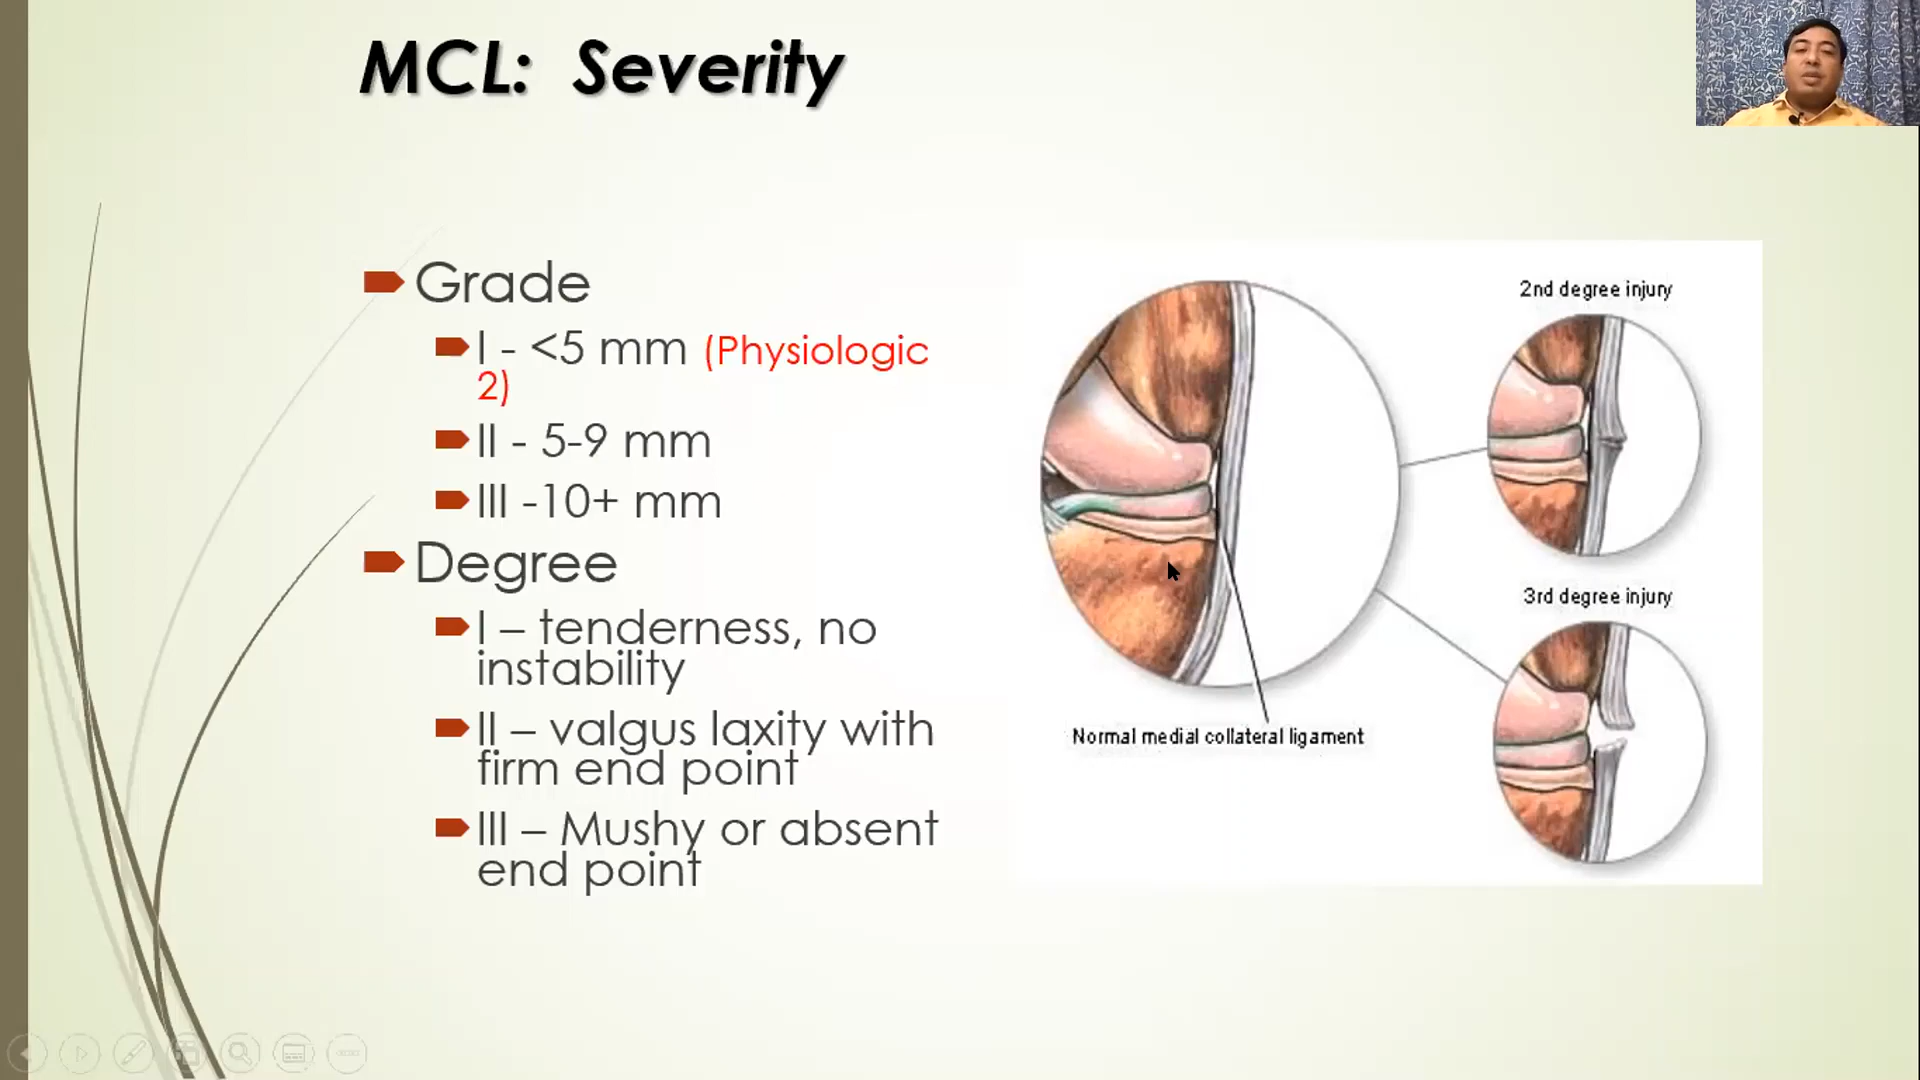 MCL: Severity
Grade
I - <5 mm (Physiologic
2)
II - 5-9 mm
III -10+ mm
Degree
I – tenderness, no
instability
II – valgus laxity with
firm end point
III – Mushy or absent
end point
2nd degree injury
3rd degree injury
Normal medial collateral ligament